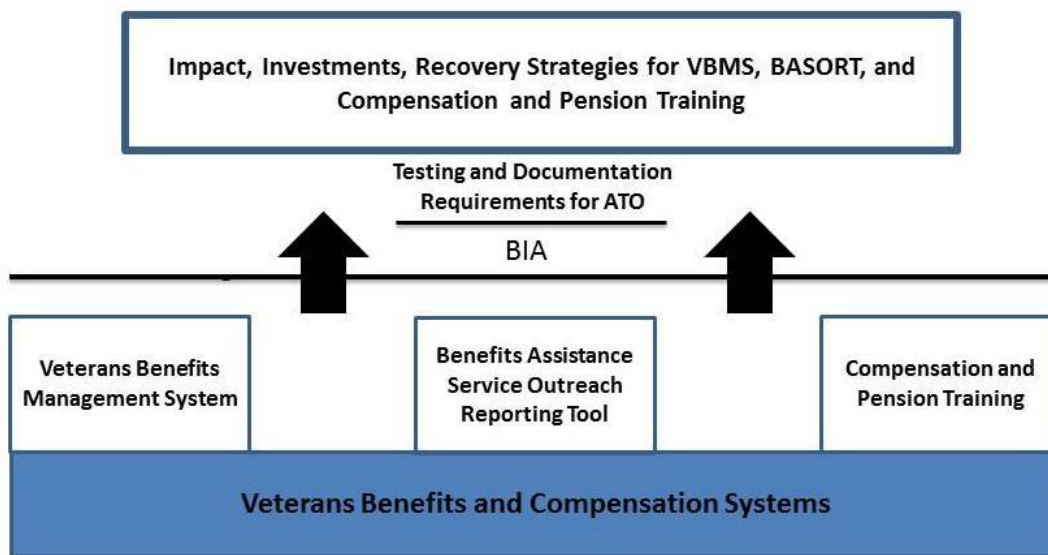 Impact, Investments, Recovery Strategies for VBMS, BASORT, and
Compensation and Pension Training
Testing and Documentation
Requirements for ATO
BIA
Veterans Benefits
Management System
Benefits Assistance
Service Outreach
Reporting Tool
Compensation and
Pension Training
Veterans Benefits and Compensation Systems